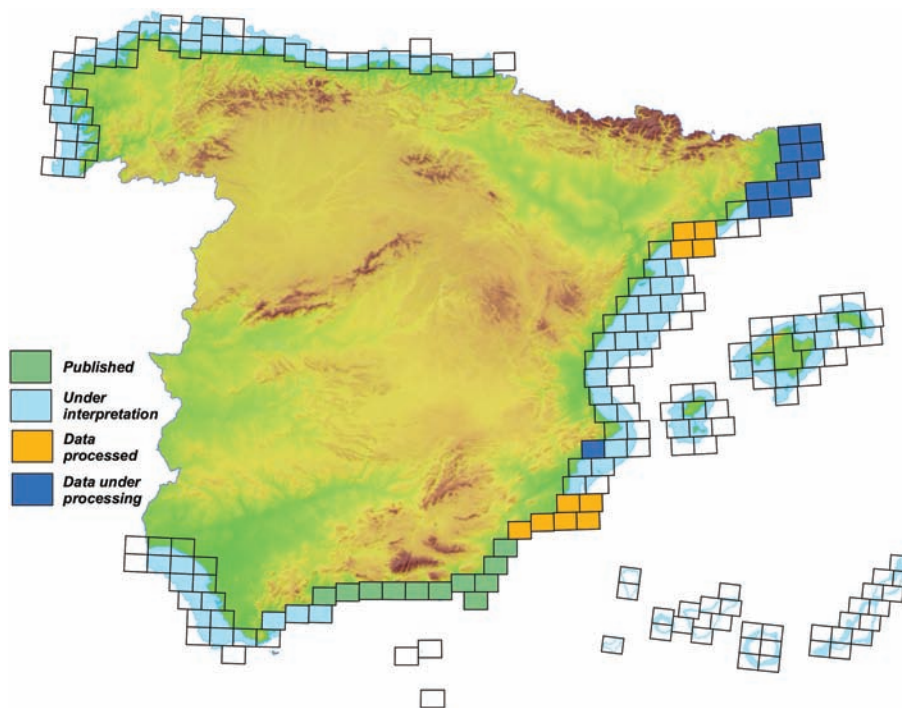 Published
Under
interpretation
Data
processed
Data under
processing